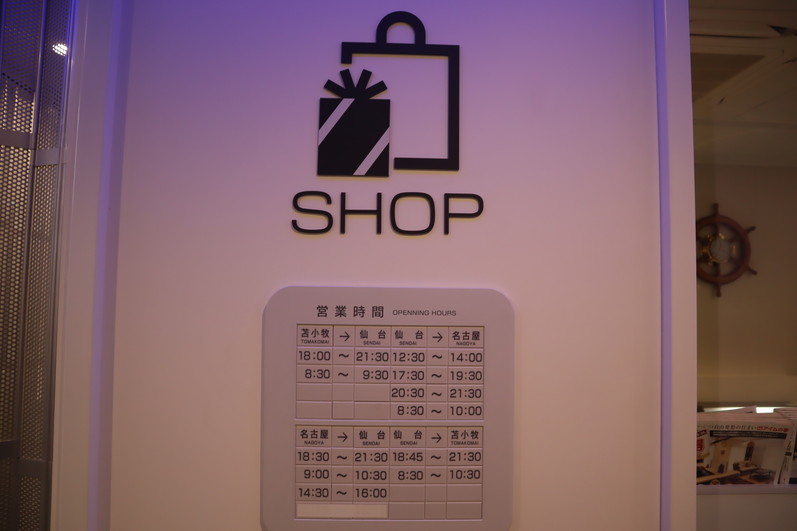 SHOP
営業時間 OPENNING HOURS
苫小牧 → 仙台 仙台 → 名古屋
TOMAKOMAI SENDAI SENDAI NAGOYA
18:00 〜 21:30 12:30 〜 14:00
8:30 〜 9:30 17:30 〜 19:30
20:30 〜 21:30
8:30 〜 10:00
名古屋 → 仙台 仙台 → 苫小牧
NAGOYA SENDAI SENDAI TOMAKOMAI
18:30 〜 21:30 18:45 〜 21:30
9:00 〜 10:30 8:30 〜 10:30
14:30 〜 16:00